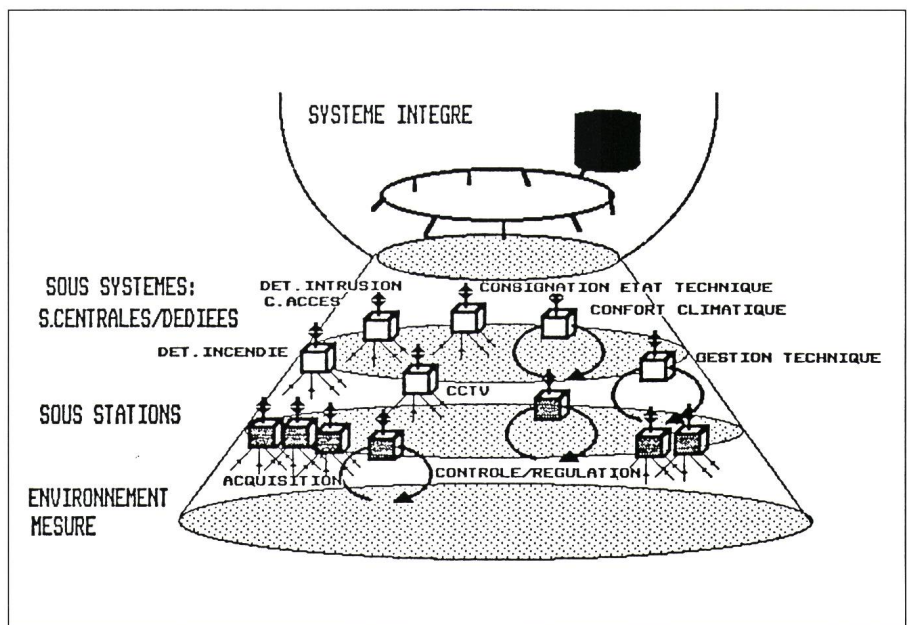 SYSTEME INTEGRE
SOUS SYSTEMES:
S.CENTRALES/DEDIEES
DET.INTRUSION
C.ACCES
CONSIGNATION ETAT TECHNIQUE
CONFORT CLIMATIQUE
DET.INCENDIE
GESTION TECHNIQUE
CCTV
SOUS STATIONS
ACQUISITION
CONTROLE/REGULATION
ENVIRONNEMENT
MESURE